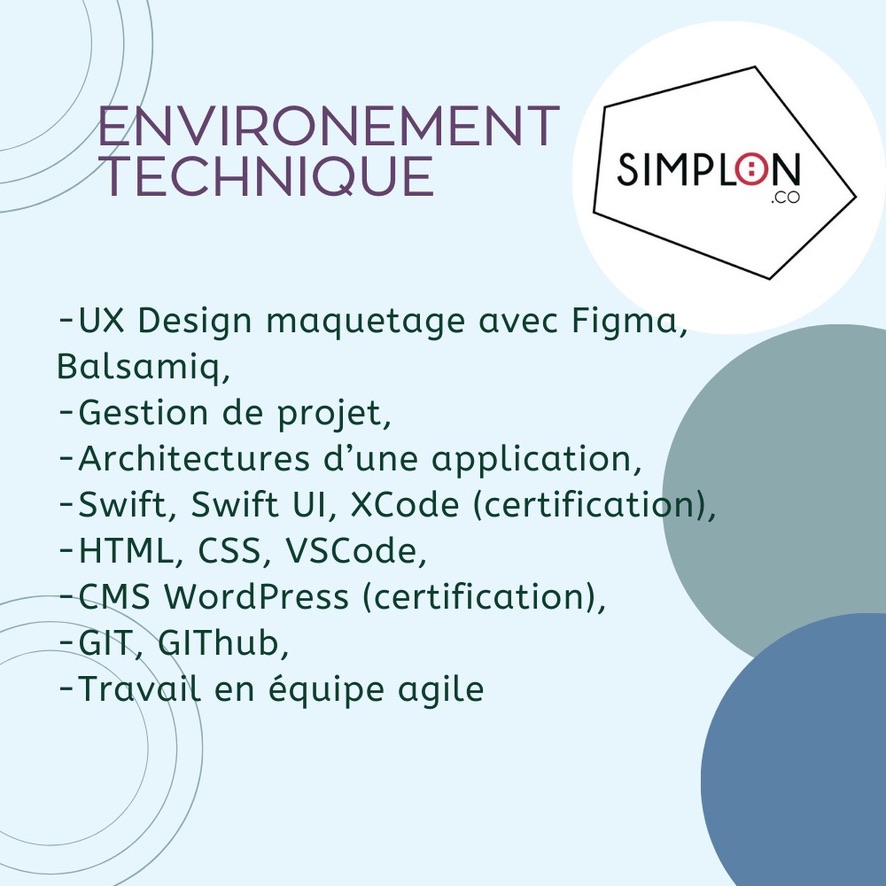 ENVIRONEMENT
TECHNIQUE
SIMPLON
.CO
-UX Design maquetage avec Figma,
Balsamiq,
-Gestion de projet,
-Architectures d’une application,
-Swift, Swift UI, XCode (certification),
-HTML, CSS, VSCode,
-CMS WordPress (certification),
-GIT, GIThub,
-Travail en équipe agile